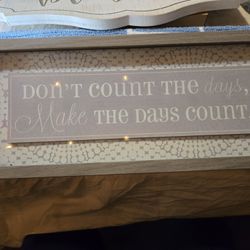 Don't count the days,
Make the days count.